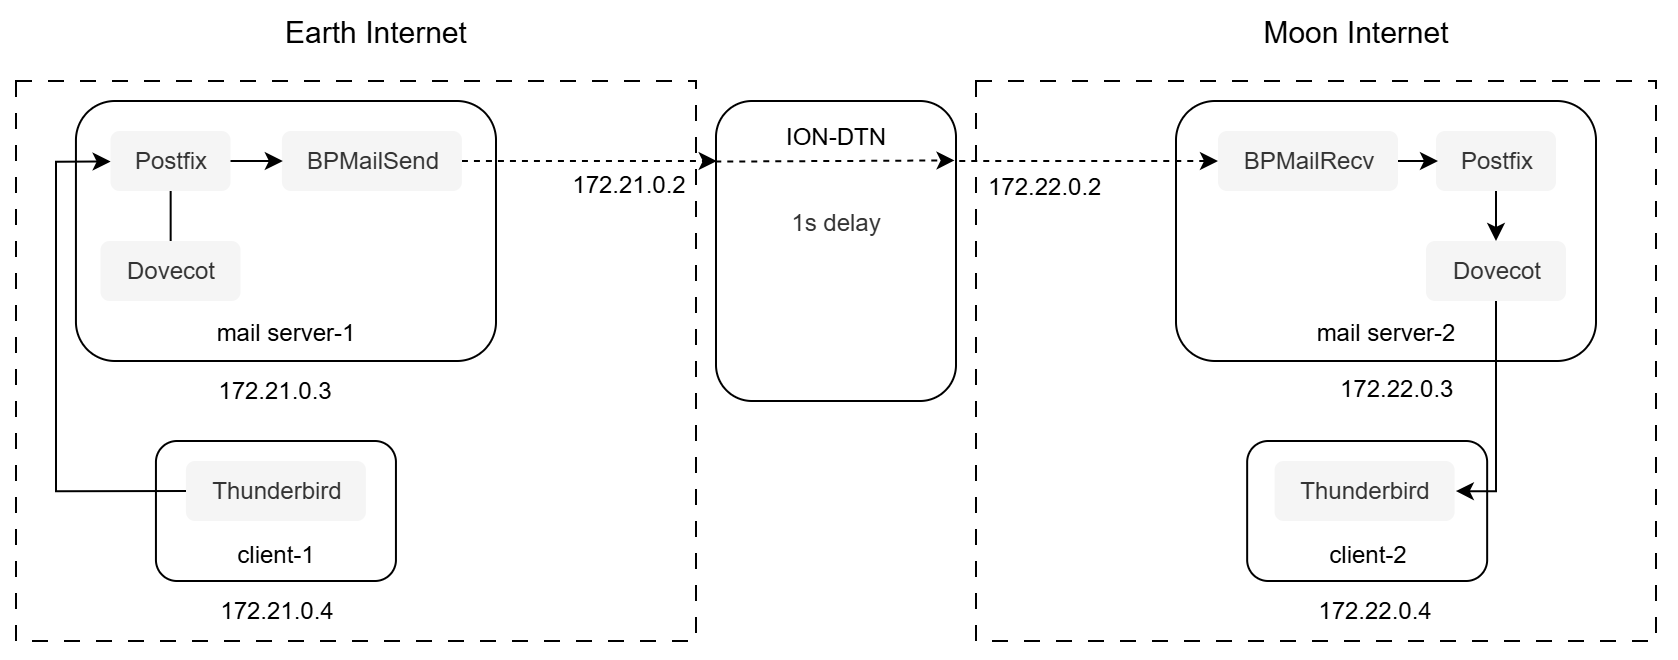 Earth Internet
Moon Internet
Postfix
BPMailSend
172.21.0.2
Dovecot
mail server-1
172.21.0.3
Thunderbird
client-1
172.21.0.4
ION-DTN
1s delay
172.22.0.2
BPMailRecv
Postfix
Dovecot
mail server-2
172.22.0.3
Thunderbird
client-2
172.22.0.4